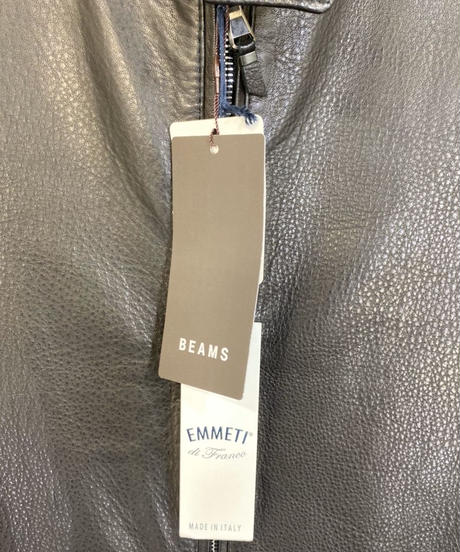 BEAMS
EMMETI®
di Franco
MADE IN ITALY